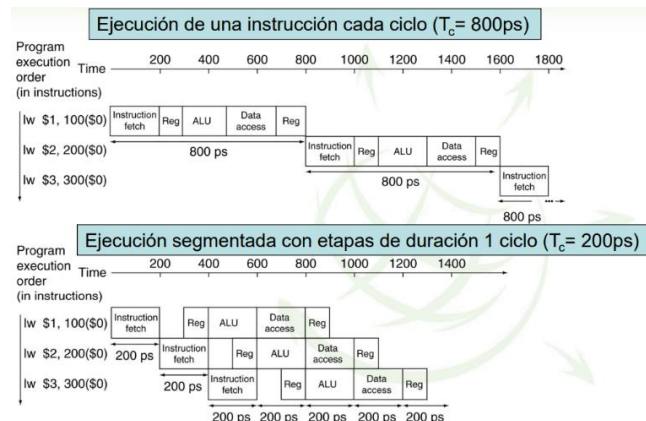 Ejecución de una instrucción cada ciclo (Tc= 800ps)
Program
execution
order
(in instructions)
Time
200 400 600 800 1000 1200 1400 1600 1800
lw $1, 100($0) Instruction fetch Reg ALU Data access Reg
800 ps
lw $2, 200($0) Instruction fetch Reg ALU Data access Reg
800 ps
lw $3, 300($0) Instruction fetch
800 ps
Ejecución segmentada con etapas de duración 1 ciclo (Tc= 200ps)
Program
execution
order
(in instructions)
Time
200 400 600 800 1000 1200 1400
lw $1, 100($0) Instruction fetch Reg ALU Data access Reg
200 ps
lw $2, 200($0) Instruction fetch Reg ALU Data access Reg
200 ps
lw $3, 300($0) Instruction fetch Reg ALU Data access Reg
200 ps 200 ps 200 ps 200 ps 200 ps